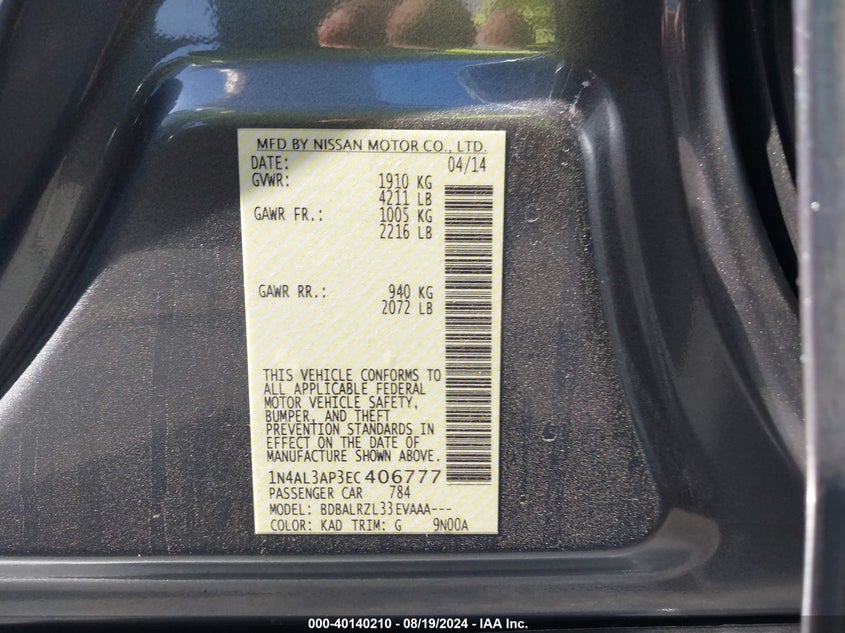 MFD BY NISSAN MOTOR CO., LTD.
DATE: 04/14
GVWR: 1910 KG
4211 LB
GAWR FR.: 1005 KG
2216 LB
GAWR RR.: 940 KG
2072 LB
THIS VEHICLE CONFORMS TO
ALL APPLICABLE FEDERAL
MOTOR VEHICLE SAFETY,
BUMPER, AND THEFT
PREVENTION STANDARDS IN
EFFECT ON THE DATE OF
MANUFACTURE SHOWN ABOVE.
1N4AL3AP3EC406777
PASSENGER CAR 784
MODEL: BDBALRZL33EVAAA---
COLOR: KAD TRIM: G 9N00A
000-40140210 - 08/19/2024 - IAA Inc.